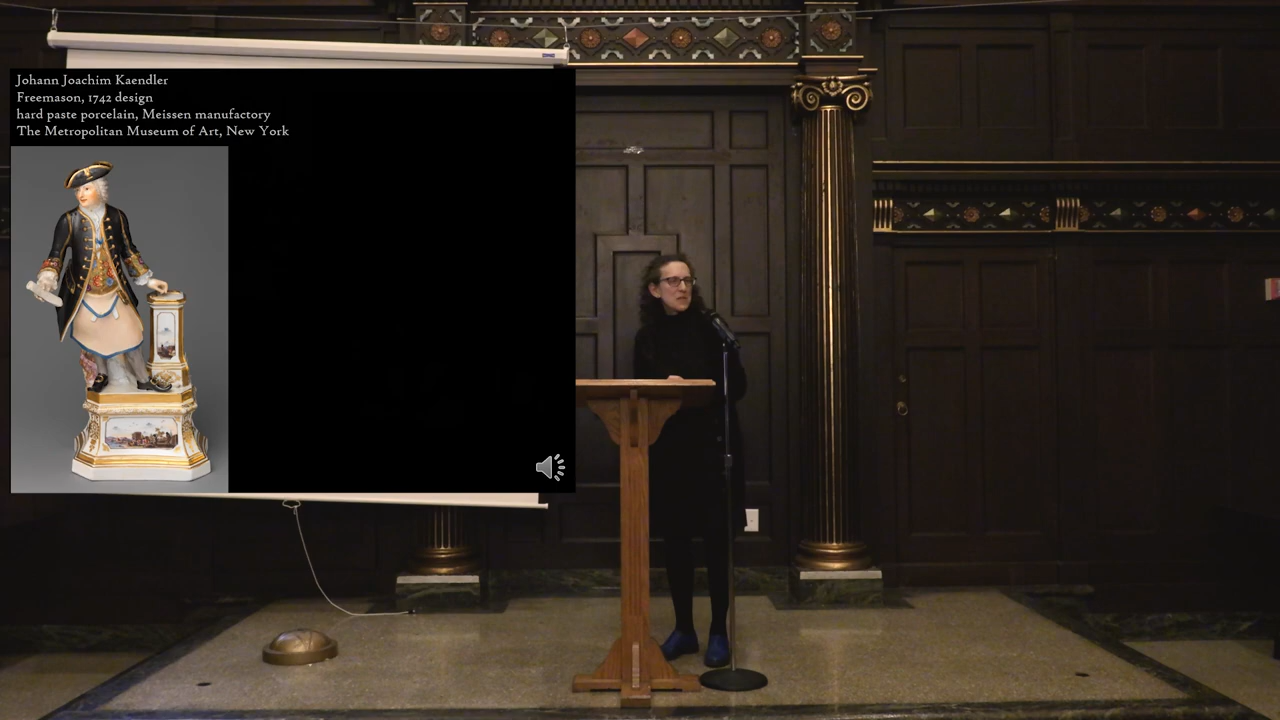 Johann Joachim Kaendler
Freemason, 1742 design
hard paste porcelain, Meissen manufactory
The Metropolitan Museum of Art, New York